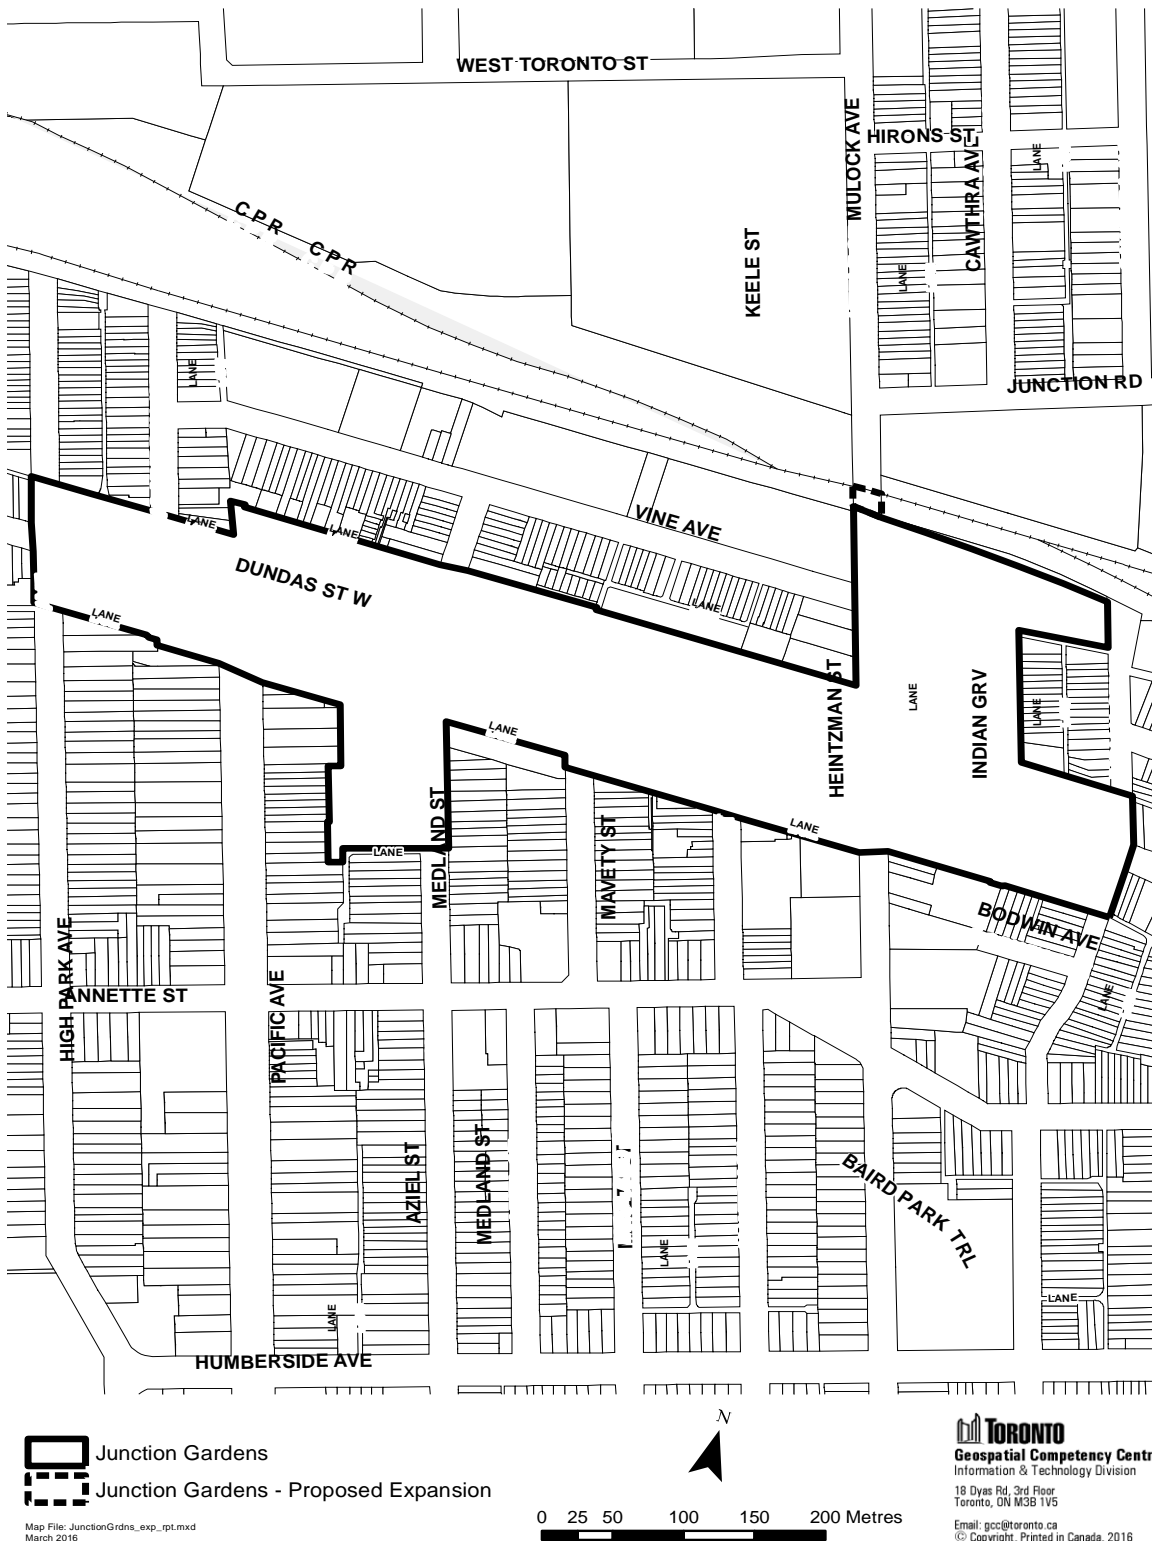 WEST TORONTO ST
MULOCK AVE
HIRONS ST
CAWTHRA AVE
LANE
LANE
KEELE ST
CPR
CPR
JUNCTION RD
LANE
VINE AVE
LANE
LANE
DUNDAS ST W
LANE
LANE
HEINTZMAN ST
LANE
INDIAN GRV
LANE
LANE
MEDLAND ST
LANE
LANE
MAVETY ST
BODWIN AVE
HIGH PARK AVE
ANNETTE ST
PACIFIC AVE
LANE
AZIEL ST
MEDLAND ST
BAIRD PARK TRL
LANE
LANE
LANE
HUMBERSIDE AVE
N
Junction Gardens
Junction Gardens - Proposed Expansion
Map File: JunctionGrdns_exp_rpt.mxd
March 2016
0 25 50 100 150 200 Metres
TORONTO
Geospatial Competency Centr
Information & Technology Division
18 Dyas Rd, 3rd Floor
Toronto, ON M3B 1V5
Email: gcc@toronto.ca
© Copyright, Printed in Canada, 2016